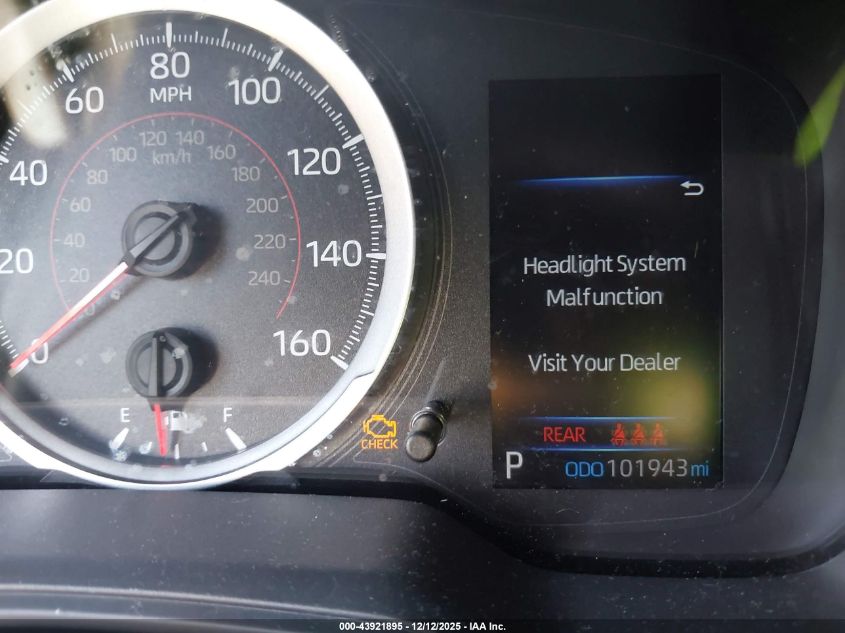 80
MPH
60
100
40
120
20
140
0
160
120 140
km/h
100
160
80
180
60
200
40
220
20
240
E
F
CHECK
Headlight System
Malfunction
Visit Your Dealer
REAR
P
ODO 101943 mi
000-43921895 - 12/12/2025 - IAA Inc.